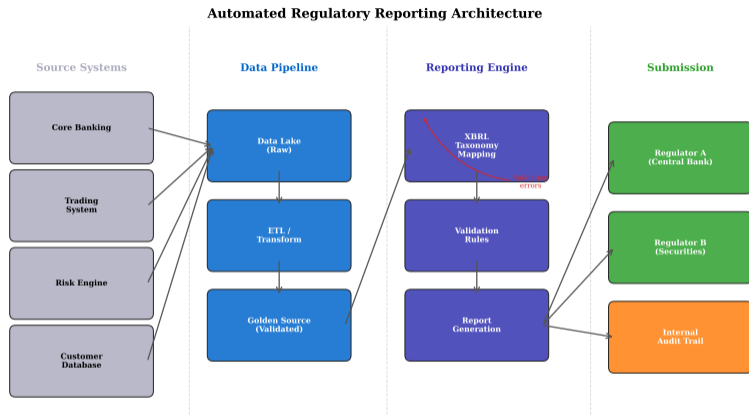 Automated Regulatory Reporting Architecture
Source Systems
Data Pipeline
Reporting Engine
Submission
Core Banking
Trading
System
Risk Engine
Customer
Database
Data Lake
(Raw)
ETL /
Transform
Golden Source
(Validated)
XBRL
Taxonomy
Mapping
errors
Validation
Rules
Report
Generation
Regulator A
(Central Bank)
Regulator B
(Securities)
Internal
Audit Trail